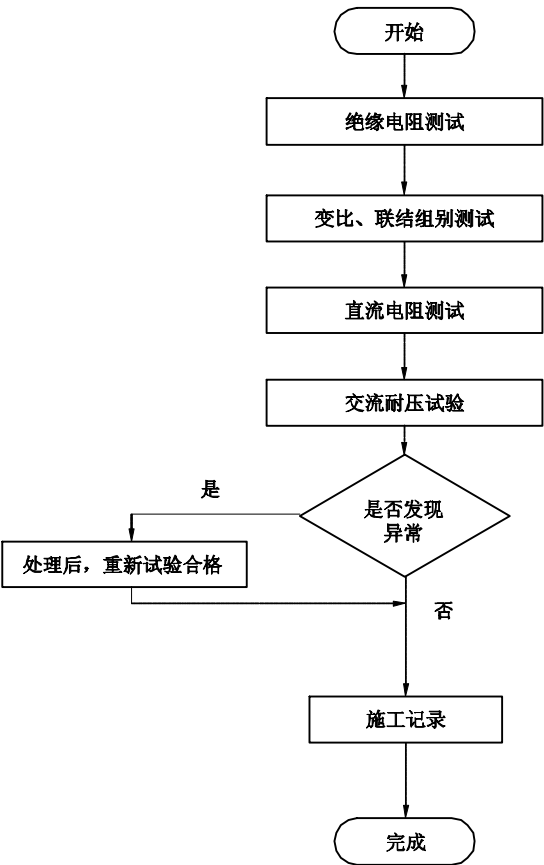 开始
绝缘电阻测试
变比、联结组别测试
直流电阻测试
交流耐压试验
是否发现
异常
是
处理后，重新试验合格
否
施工记录
完成